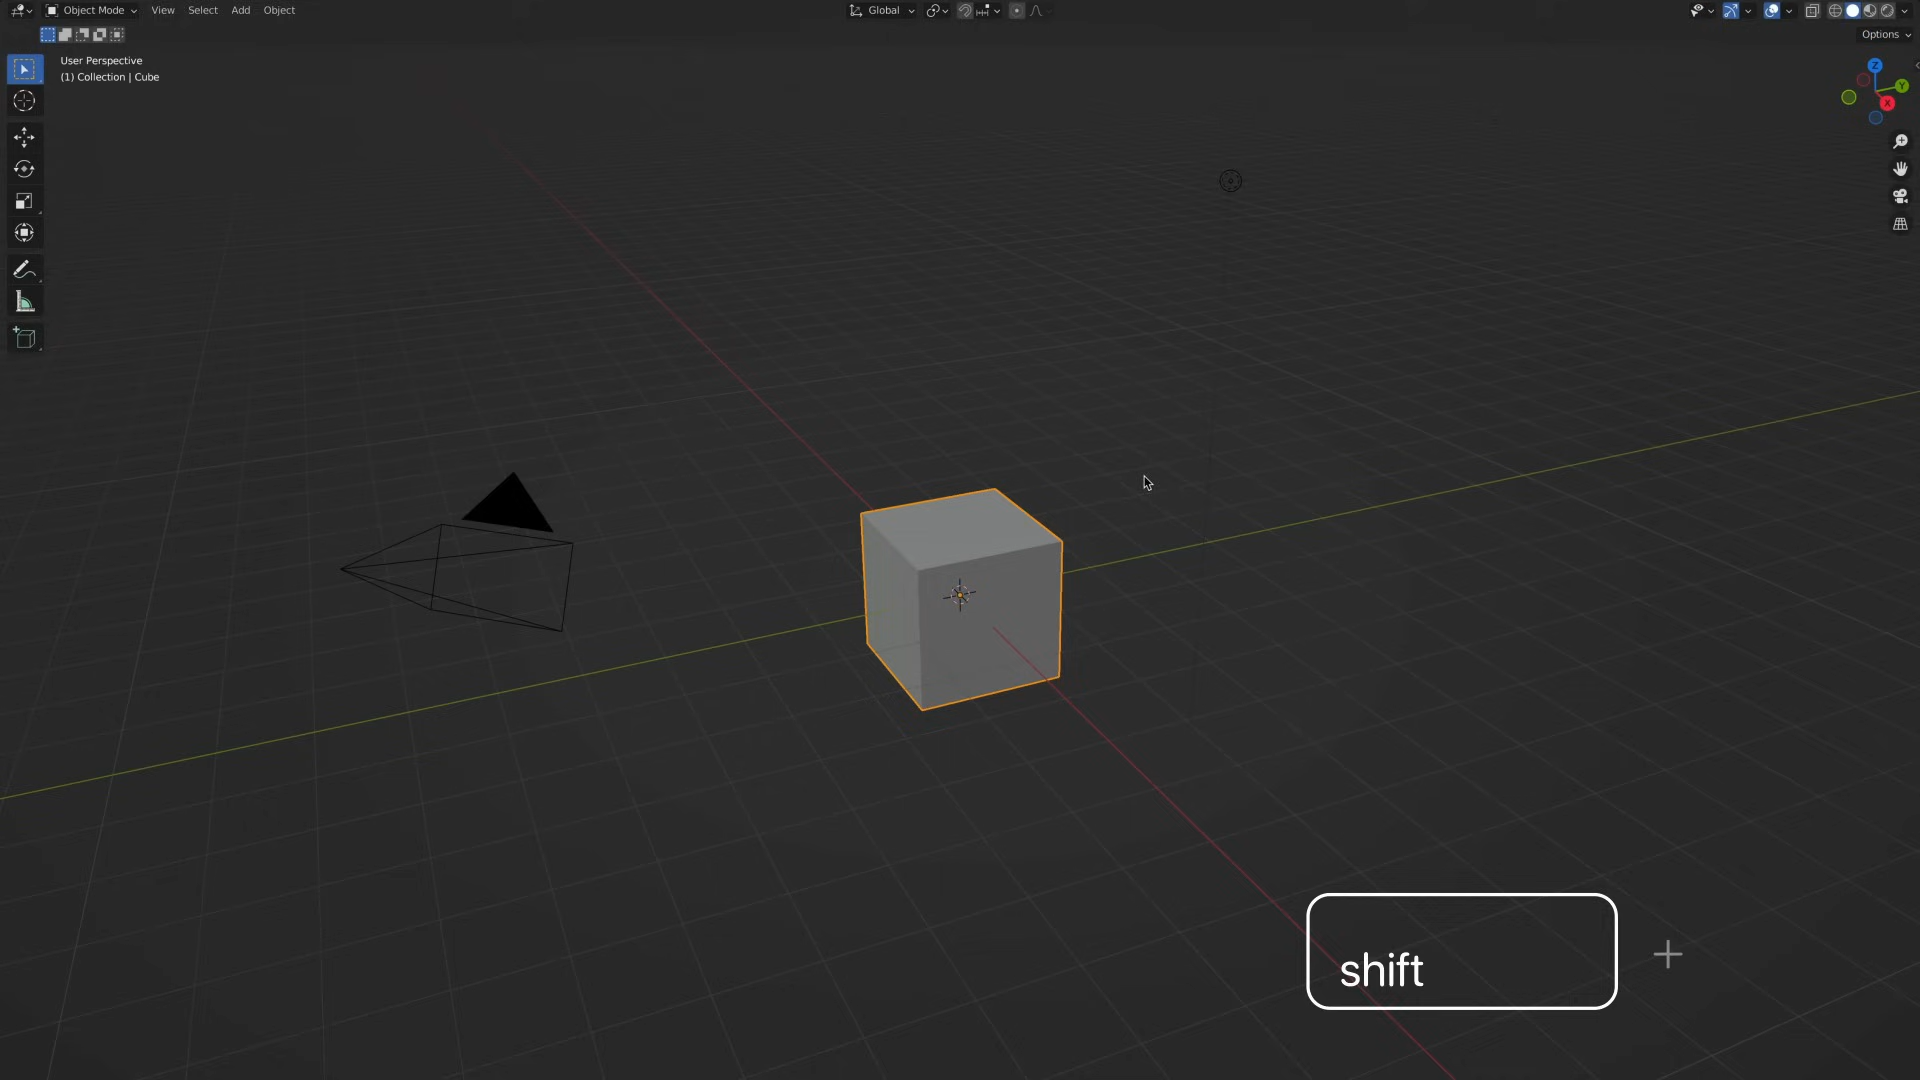 Object Mode
View
Select
Add
Object
Global
Options
User Perspective
(1) Collection | Cube
Z
Y
X
shift
+